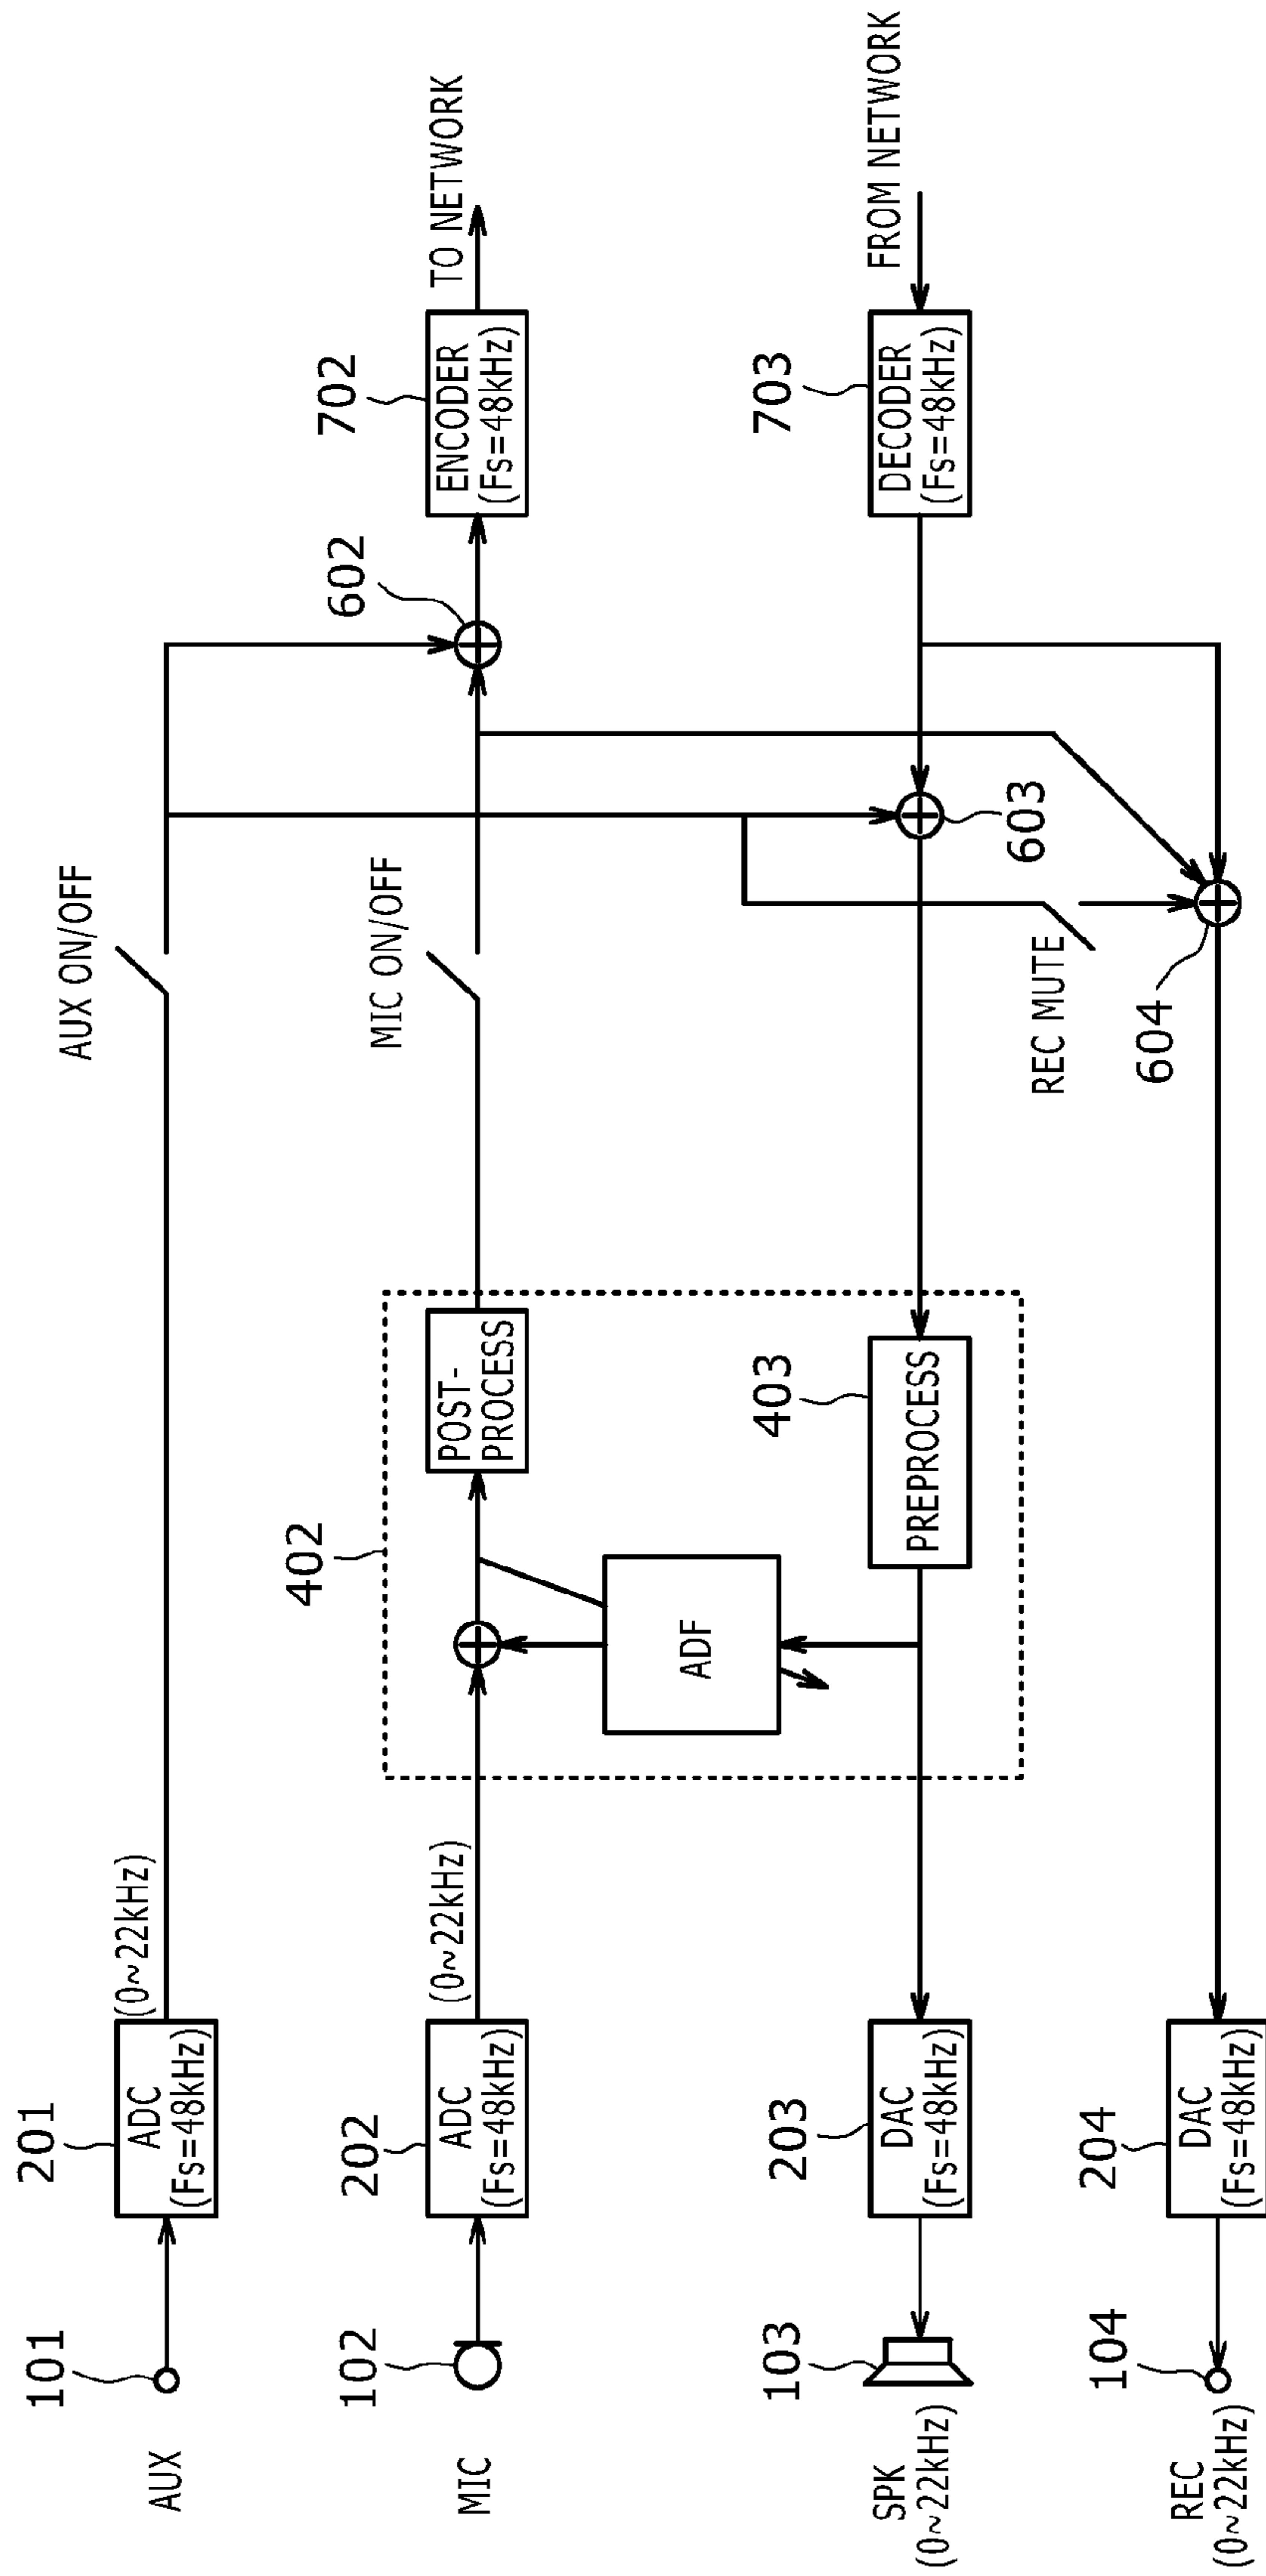 AUX
101
201
ADC
(Fs=48kHz)
(0~22kHz)
AUX ON/OFF
MIC
102
202
ADC
(Fs=48kHz)
(0~22kHz)
402
POST-
PROCESS
MIC ON/OFF
602
702
ENCODER
(Fs=48kHz)
TO NETWORK
ADF
SPK
(0~22kHz)
103
203
DAC
(Fs=48kHz)
403
PREPROCESS
603
703
DECODER
(Fs=48kHz)
FROM NETWORK
REC
(0~22kHz)
104
204
DAC
(Fs=48kHz)
REC MUTE
604